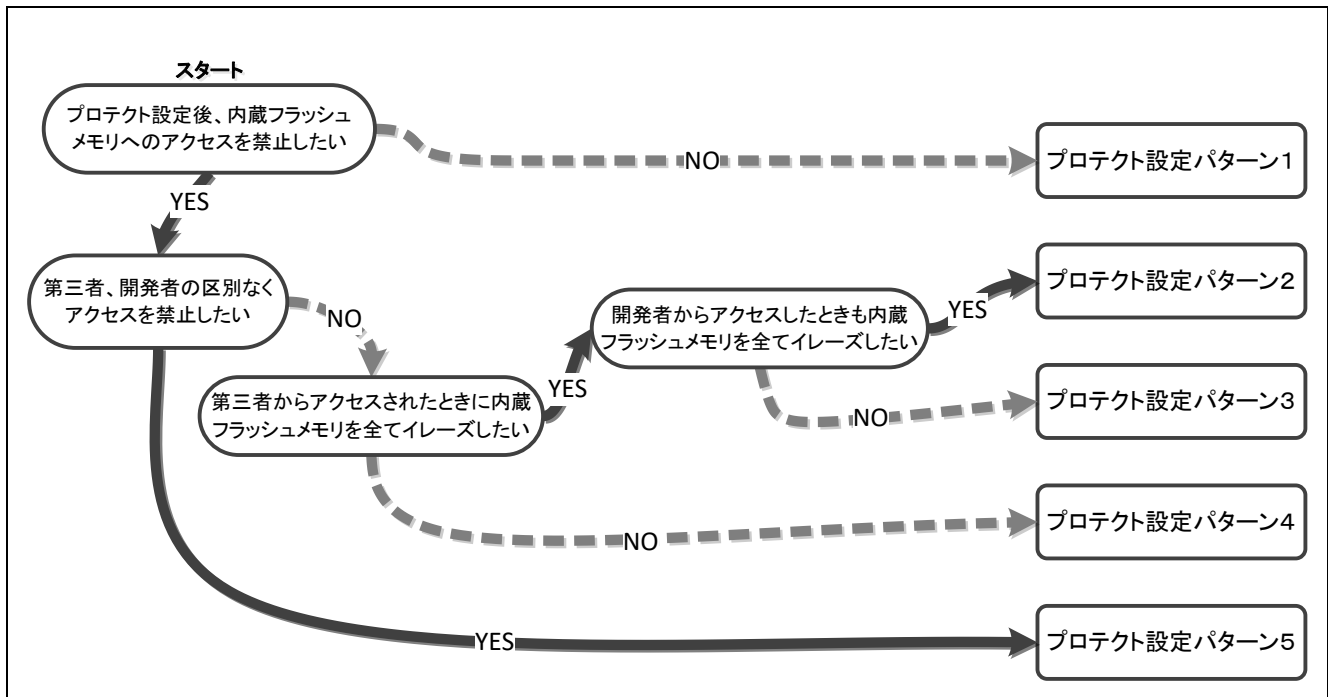 スタート
プロテクト設定後、内蔵フラッシュ
メモリへのアクセスを禁止したい
NO
プロテクト設定パターン1
YES
第三者、開発者の区別なく
アクセスを禁止したい
NO
開発者からアクセスしたときも内蔵
フラッシュメモリを全てイレーズしたい
YES
プロテクト設定パターン2
第三者からアクセスされたときに内蔵
フラッシュメモリを全てイレーズしたい
YES
NO
プロテクト設定パターン3
NO
プロテクト設定パターン4
YES
プロテクト設定パターン5